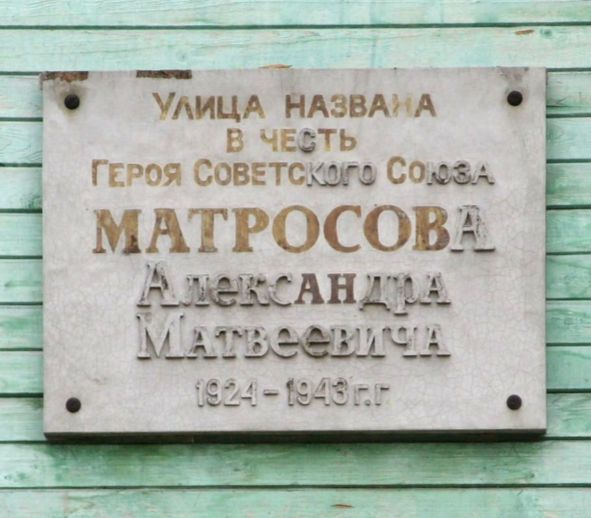 Улица названа
в честь
Героя Советского Союза
МАТРОСОВА
Александра
Матвеевича
1924-1943г.г.